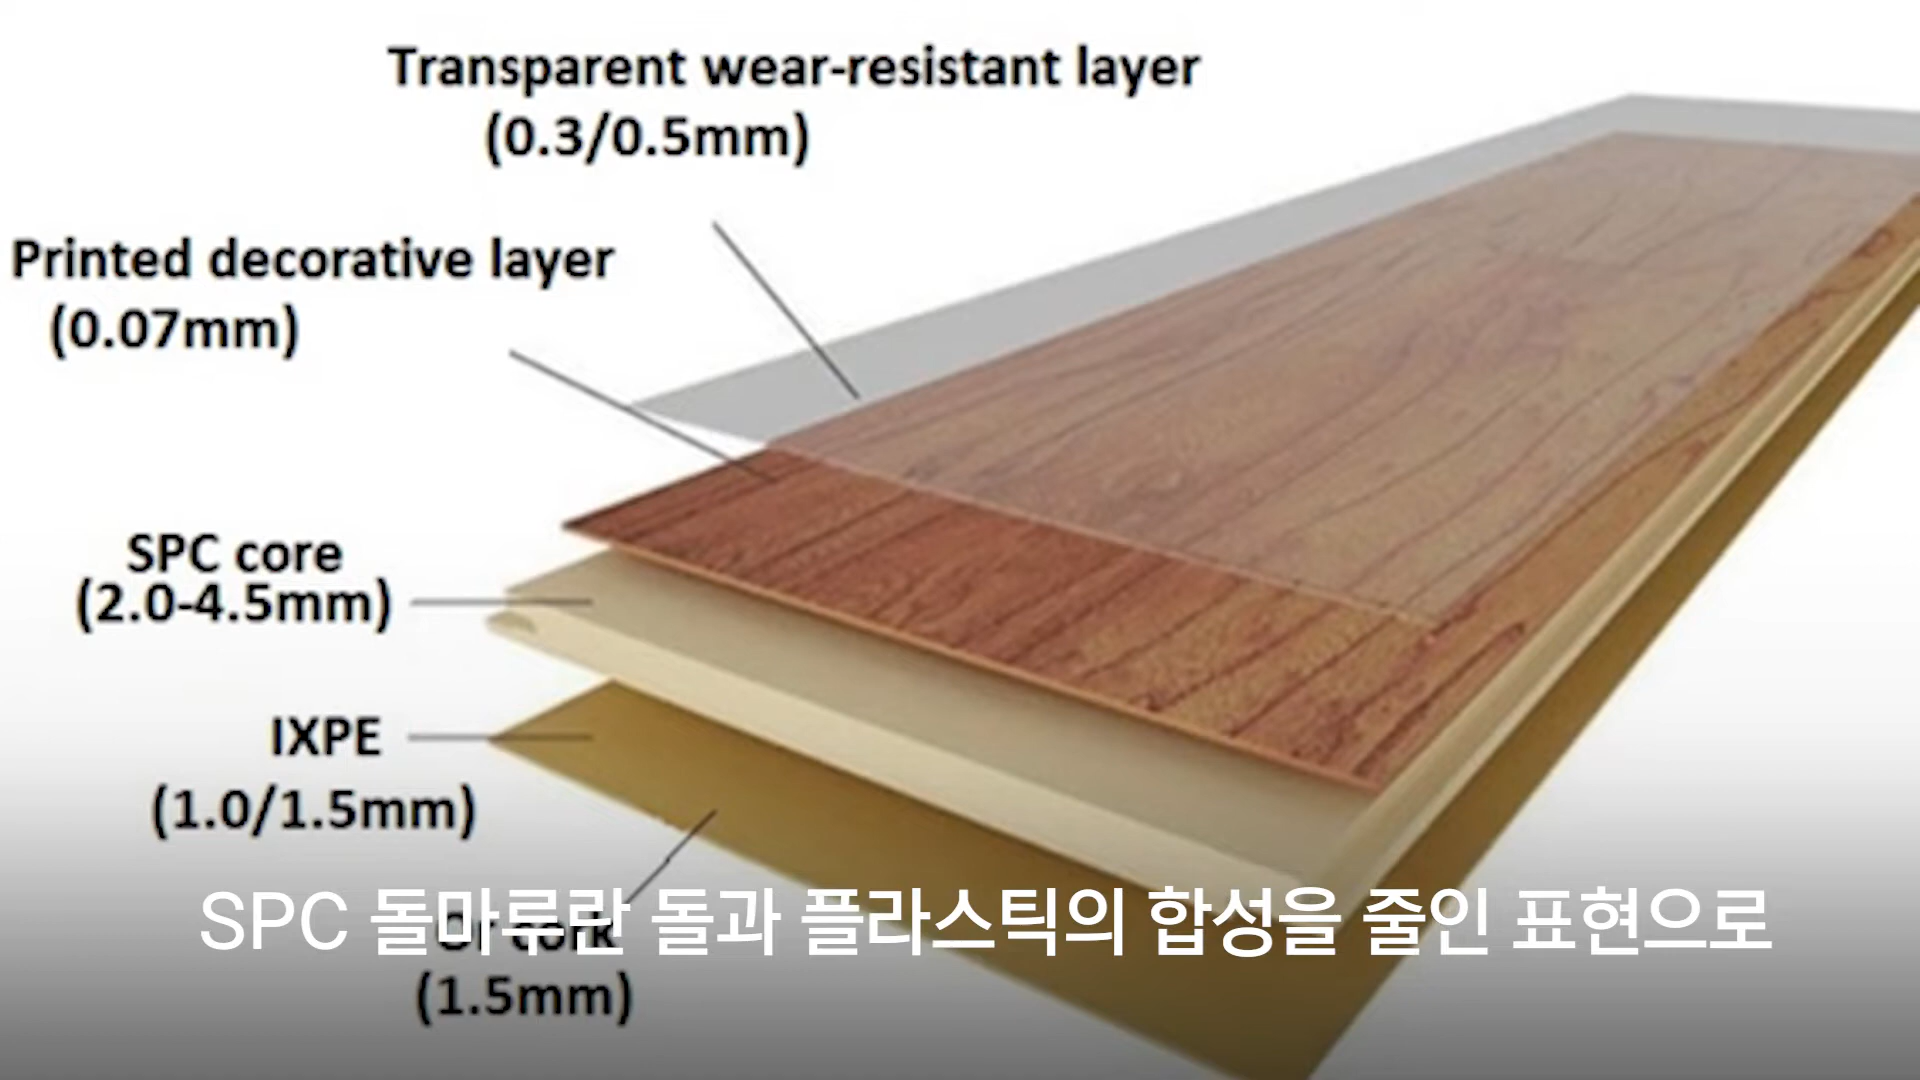 Transparent wear-resistant layer
(0.3/0.5mm)
Printed decorative layer
(0.07mm)
SPC core
(2.0-4.5mm)
IXPE
(1.0/1.5mm)
SPC 돌마루란 돌과 플라스틱의 합성을 줄인 표현으로
Or cork
(1.5mm)